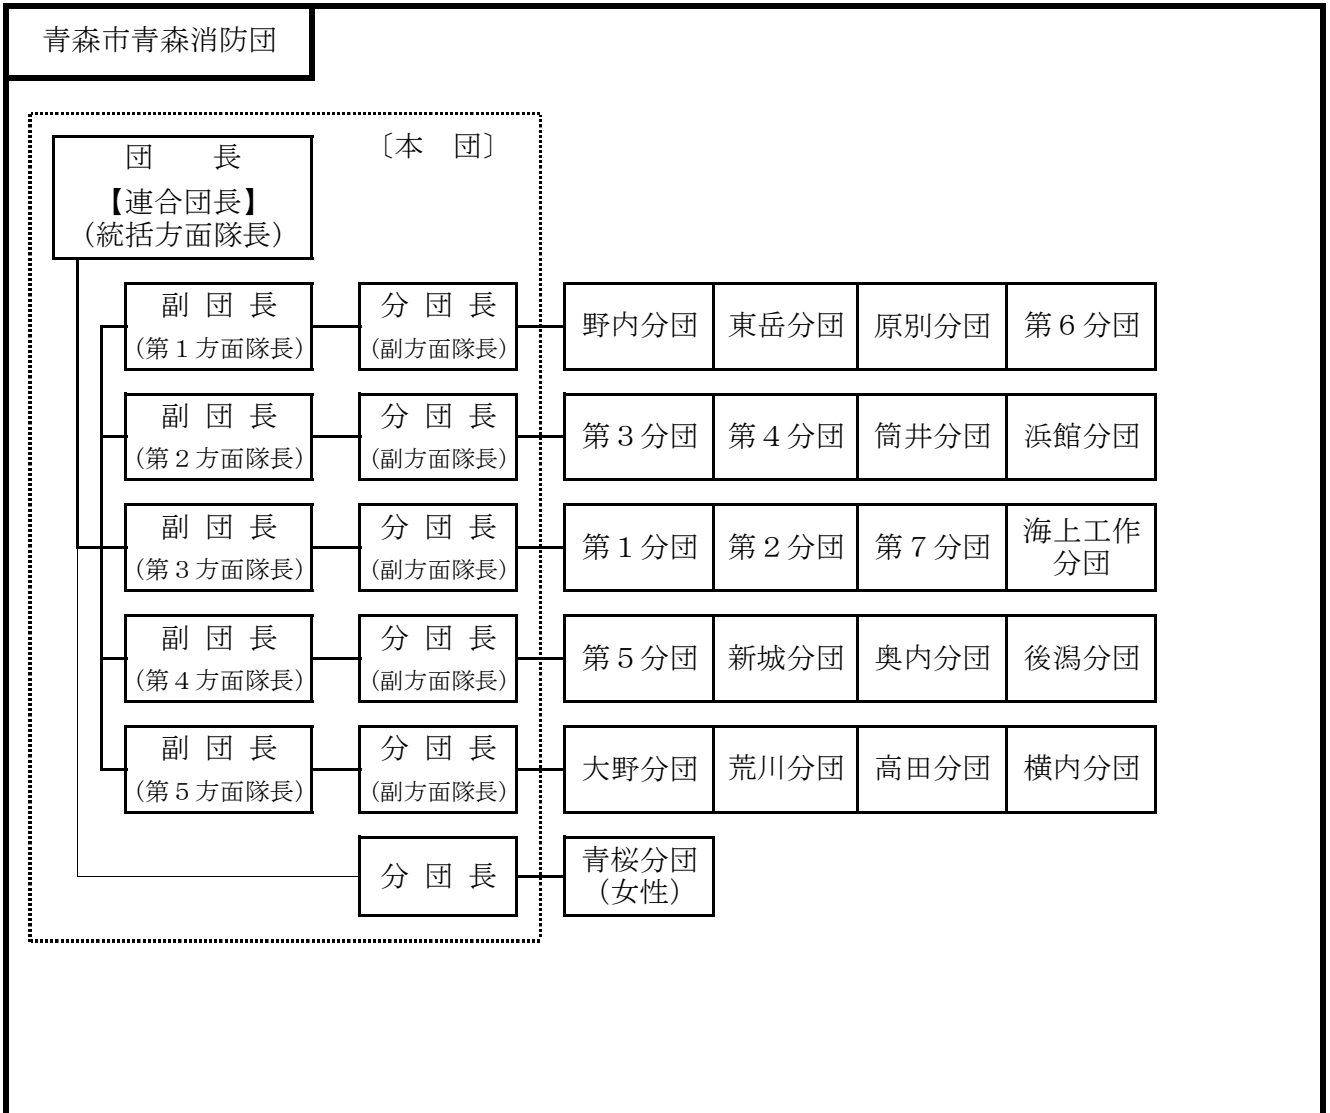 青森市青森消防団
〔本　団〕
団　　長
【連合団長】
（統括方面隊長）
副 団 長
（第１方面隊長）
分 団 長
（副方面隊長）
野内分団
東岳分団
原別分団
第６分団
副 団 長
（第２方面隊長）
分 団 長
（副方面隊長）
第３分団
第４分団
筒井分団
浜館分団
副 団 長
（第３方面隊長）
分 団 長
（副方面隊長）
第１分団
第２分団
第７分団
海上工作
分団
副 団 長
（第４方面隊長）
分 団 長
（副方面隊長）
第５分団
新城分団
奥内分団
後潟分団
副 団 長
（第５方面隊長）
分 団 長
（副方面隊長）
大野分団
荒川分団
高田分団
横内分団
分 団 長
青桜分団
（女性）